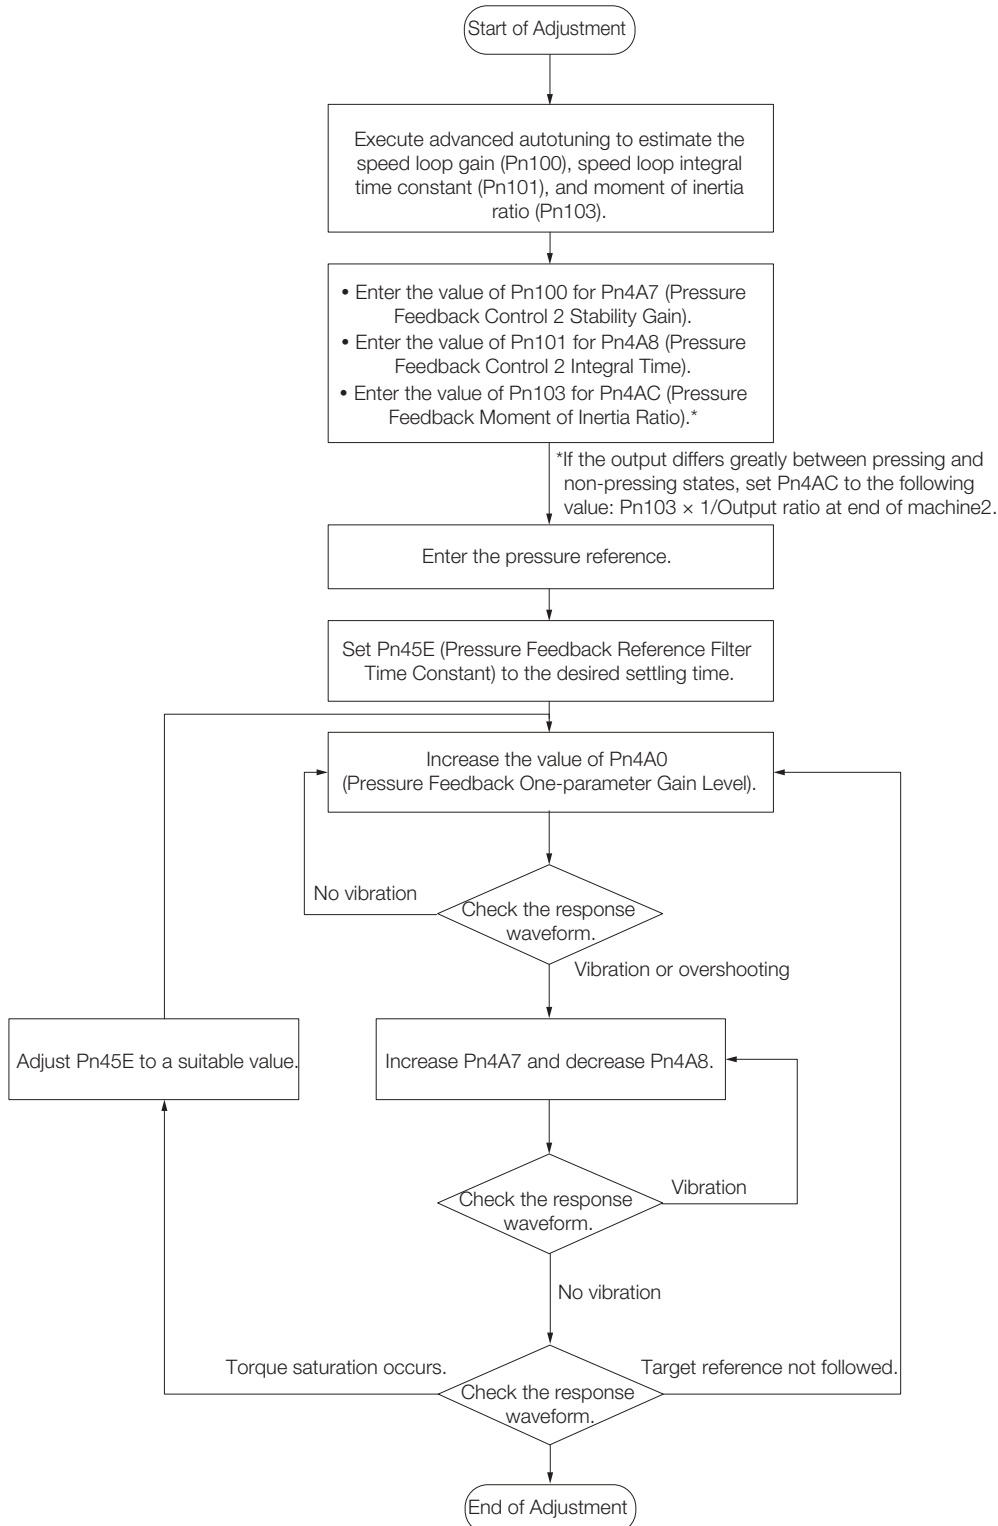 Start of Adjustment
Execute advanced autotuning to estimate the
speed loop gain (Pn100), speed loop integral
time constant (Pn101), and moment of inertia
ratio (Pn103).
• Enter the value of Pn100 for Pn4A7 (Pressure
Feedback Control 2 Stability Gain).
• Enter the value of Pn101 for Pn4A8 (Pressure
Feedback Control 2 Integral Time).
• Enter the value of Pn103 for Pn4AC (Pressure
Feedback Moment of Inertia Ratio).*
*If the output differs greatly between pressing and
non-pressing states, set Pn4AC to the following
value: Pn103 × 1/Output ratio at end of machine2.
Enter the pressure reference.
Set Pn45E (Pressure Feedback Reference Filter
Time Constant) to the desired settling time.
Increase the value of Pn4A0
(Pressure Feedback One-parameter Gain Level).
No vibration
Check the response
waveform.
Vibration or overshooting
Adjust Pn45E to a suitable value.
Increase Pn4A7 and decrease Pn4A8.
Check the response
waveform.
Vibration
No vibration
Torque saturation occurs.
Target reference not followed.
Check the response
waveform.
End of Adjustment